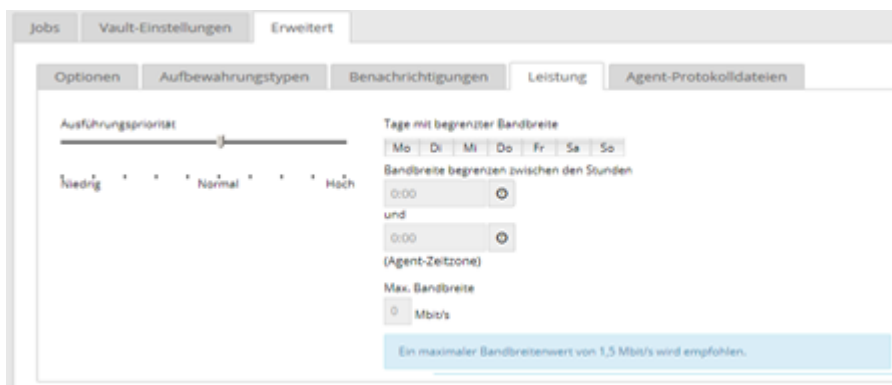 Jobs Vault-Einstellungen Erweitert
Optionen Aufbewahrungstypen Benachrichtigungen Leistung Agent-Protokolldateien
Ausführungspriorität
Niedrig Normal Hoch
Tage mit begrenzter Bandbreite
Mo Di Mi Do Fr Sa So
Bandbreite begrenzen zwischen den Stunden
0:00
und
0:00
(Agent-Zeitzone)
Max. Bandbreite
0 Mbit/s
Ein maximaler Bandbreitenwert von 1,5 Mbit/s wird empfohlen.